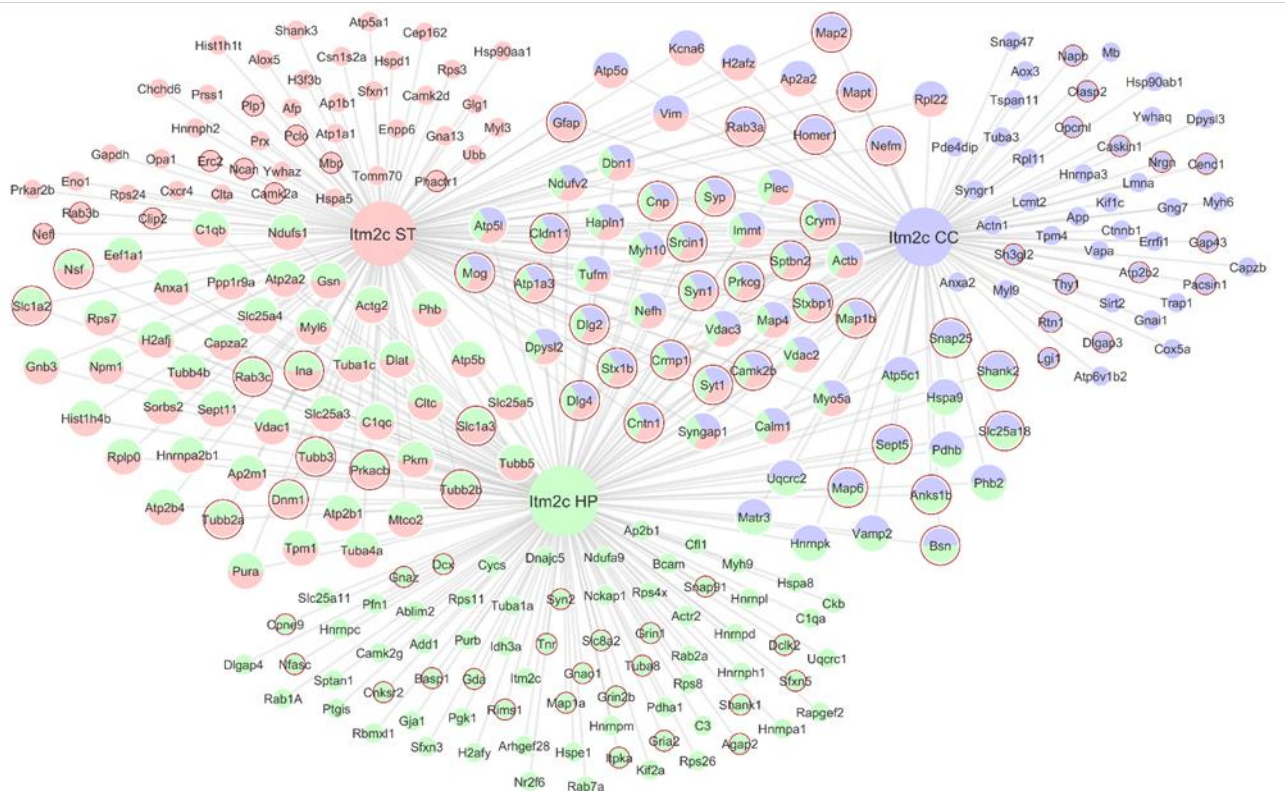 Atp5a1
Shank3
Cep162
Hist1h1t
Alox5
Csn1s2a
Hspd1
Hsp90aa1
H3f3b
Rps3
Chchd6
Prss1
Plp1
Afp
Ap1b1
Sfxn1
Camk2d
Glg1
Hnrnph2
Prx
Pclo
Atp1a1
Enpp6
Gna13
Myl3
Ubb
Gapdh
Opa1
Erc2
Ncan
Ywhaz
Mbp
Tomm70
Phactr1
Prkar2b
Eno1
Rps24
Cxcr4
Clta
Camk2a
Hspa5
Rab3b
Clip2
Nefl
Itm2c ST
Map2
Kcna6
H2afz
Atp5o
Ap2a2
Mapt
Rpl22
Vim
Gfap
Rab3a
Homer1
Nefm
Snap47
Napb
Mb
Aox3
Clasp2
Hsp90ab1
Tspan11
Opcml
Ywhaq
Dpysl3
Tuba3
Caskin1
Pde4dip
Rpl11
Hnrnpa3
Nrgn
Cend1
Syngr1
Lcmt2
Lmna
App
Kif1c
Gng7
Myh6
Actn1
Tpm4
Ctnnb1
Errfi1
Gap43
Sh3gl2
Vapa
Atp2b2
Capzb
Anxa2
Thy1
Pacsin1
Myl9
Sirt2
Trap1
Rtn1
Gnai1
Dlgap3
Cox5a
Lgi1
Atp6v1b2
Itm2c CC
Dbn1
Ndufv2
Cnp
Syp
Plec
Atp5l
Hapln1
Crym
Cldn11
Srcin1
Immt
Myh10
Sptbn2
Actb
Mog
Atp1a3
Tufm
Syn1
Prkcg
Stxbp1
Map1b
Nefh
Dlg2
Vdac3
Map4
Dpysl2
Stx1b
Crmp1
Camk2b
Vdac2
Syt1
Dlg4
Myo5a
Cntn1
Syngap1
Calm1
C1qb
Ndufs1
Eef1a1
Nsf
Anxa1
Ppp1r9a
Atp2a2
Gsn
Slc1a2
Rps7
Slc25a4
Actg2
Phb
H2afj
Capza2
Myl6
Gnb3
Npm1
Tubb4b
Rab3c
Ina
Tuba1c
Dlat
Atp5b
Hist1h4b
Sorbs2
Sept11
Slc25a3
Cltc
Slc25a5
Vdac1
C1qc
Slc1a3
Rplp0
Hnrnpa2b1
Tubb3
Pkm
Tubb5
Ap2m1
Prkacb
Tubb2b
Atp2b4
Dnm1
Tubb2a
Atp2b1
Mtco2
Tpm1
Tuba4a
Pura
Snap25
Atp5c1
Shank2
Hspa9
Slc25a18
Sept5
Pdhb
Uqcrc2
Phb2
Map6
Anks1b
Matr3
Vamp2
Hnrnpk
Bsn
Itm2c HP
Ap2b1
Cfl1
Dnajc5
Ndufa9
Dcx
Cycs
Bcam
Myh9
Gnaz
Hspa8
Slc25a11
Pfn1
Rps11
Syn2
Nckap1
Rps4x
Snap91
Hnrnpl
Ckb
Ablim2
Tuba1a
Actr2
C1qa
Cpne9
Hnrnpc
Add1
Purb
Idh3a
Tnr
Slc8a2
Grin1
Hnrnpd
Dclk2
Dlgap4
Nfasc
Camk2g
Rab2a
Uqcrc1
Sptan1
Basp1
Gda
Itm2c
Gnao1
Tuba8
Hnrnph1
Sfxn5
Rab1A
Cnksr2
Rps8
Ptgis
Grin2b
Rapgef2
Rbmxl1
Gja1
Pgk1
Rims1
Map1a
Pdha1
Shank1
Hnrnpm
C3
Hnrnpa1
Sfxn3
H2afy
Arhgef28
Hspe1
Gria2
Agap2
Itpka
Rps26
Nr2f6
Kif2a
Rab7a